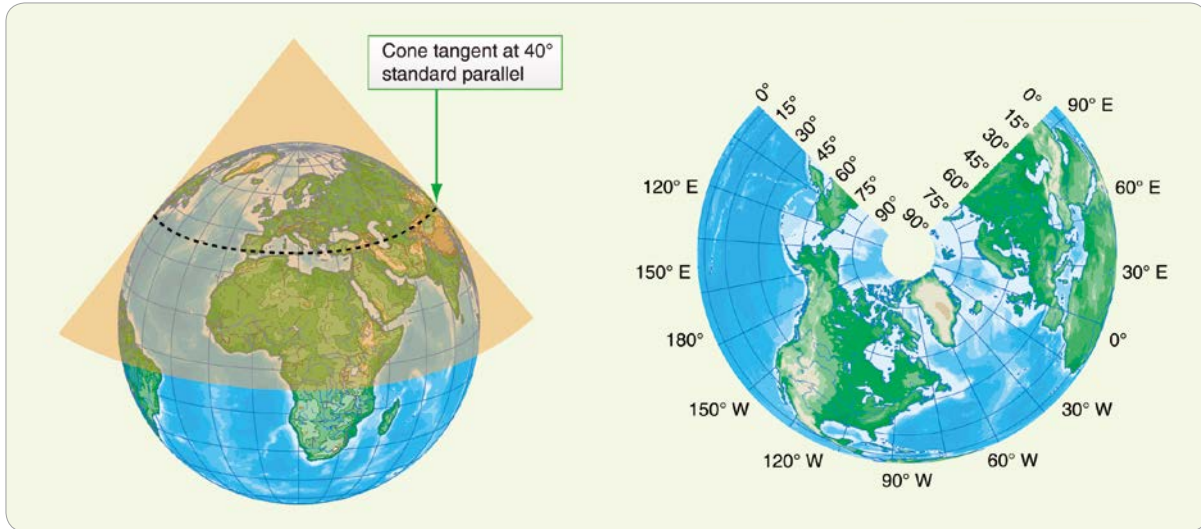 Cone tangent at 40°
standard parallel
0°
15°
30°
45°
60°
75°
90°
90°
75°
60°
45°
30°
15°
0°
90° E
60° E
30° E
0°
30° W
60° W
90° W
120° W
150° W
180°
150° E
120° E